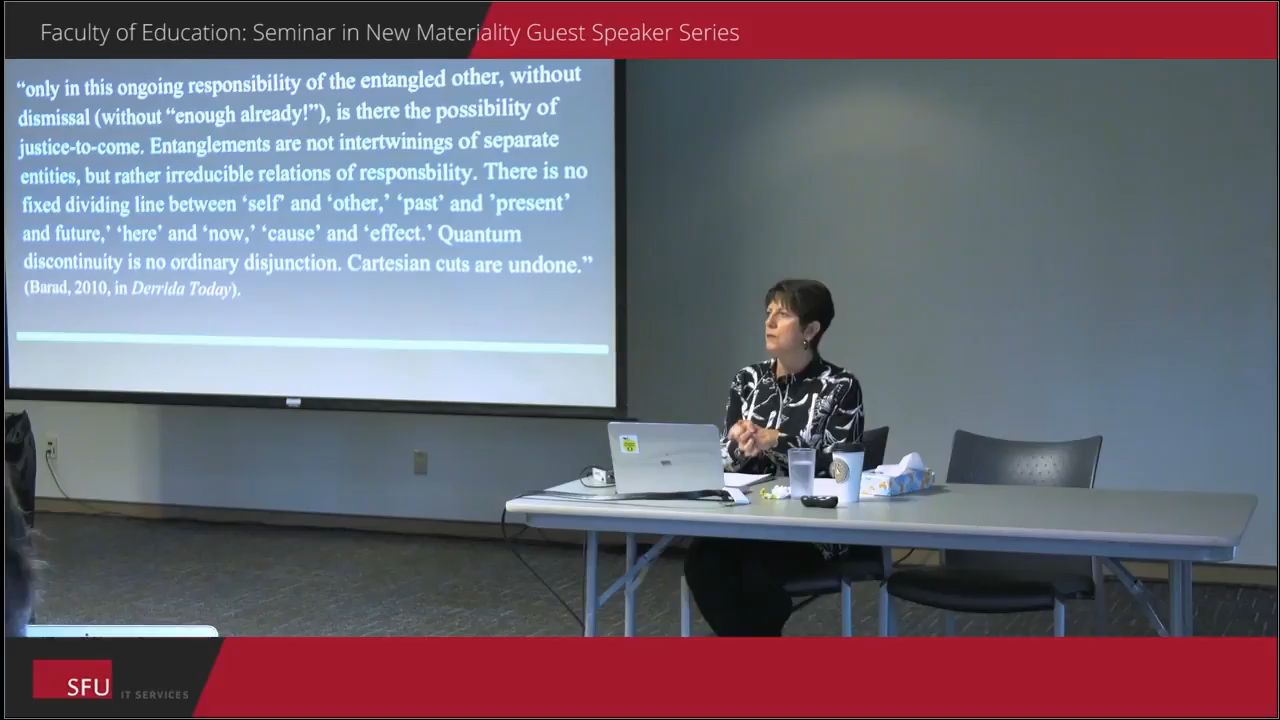 Faculty of Education: Seminar in New Materiality Guest Speaker Series
“only in this ongoing responsibility of the entangled other, without
dismissal (without “enough already!”), is there the possibility of
justice-to-come. Entanglements are not intertwinings of separate
entities, but rather irreducible relations of responsbility. There is no
fixed dividing line between ‘self’ and ‘other,’ ‘past’ and ’present’
and future,’ ‘here’ and ‘now,’ ‘cause’ and ‘effect.’ Quantum
discontinuity is no ordinary disjunction. Cartesian cuts are undone.”
(Barad, 2010, in Derrida Today).
SFU IT SERVICES